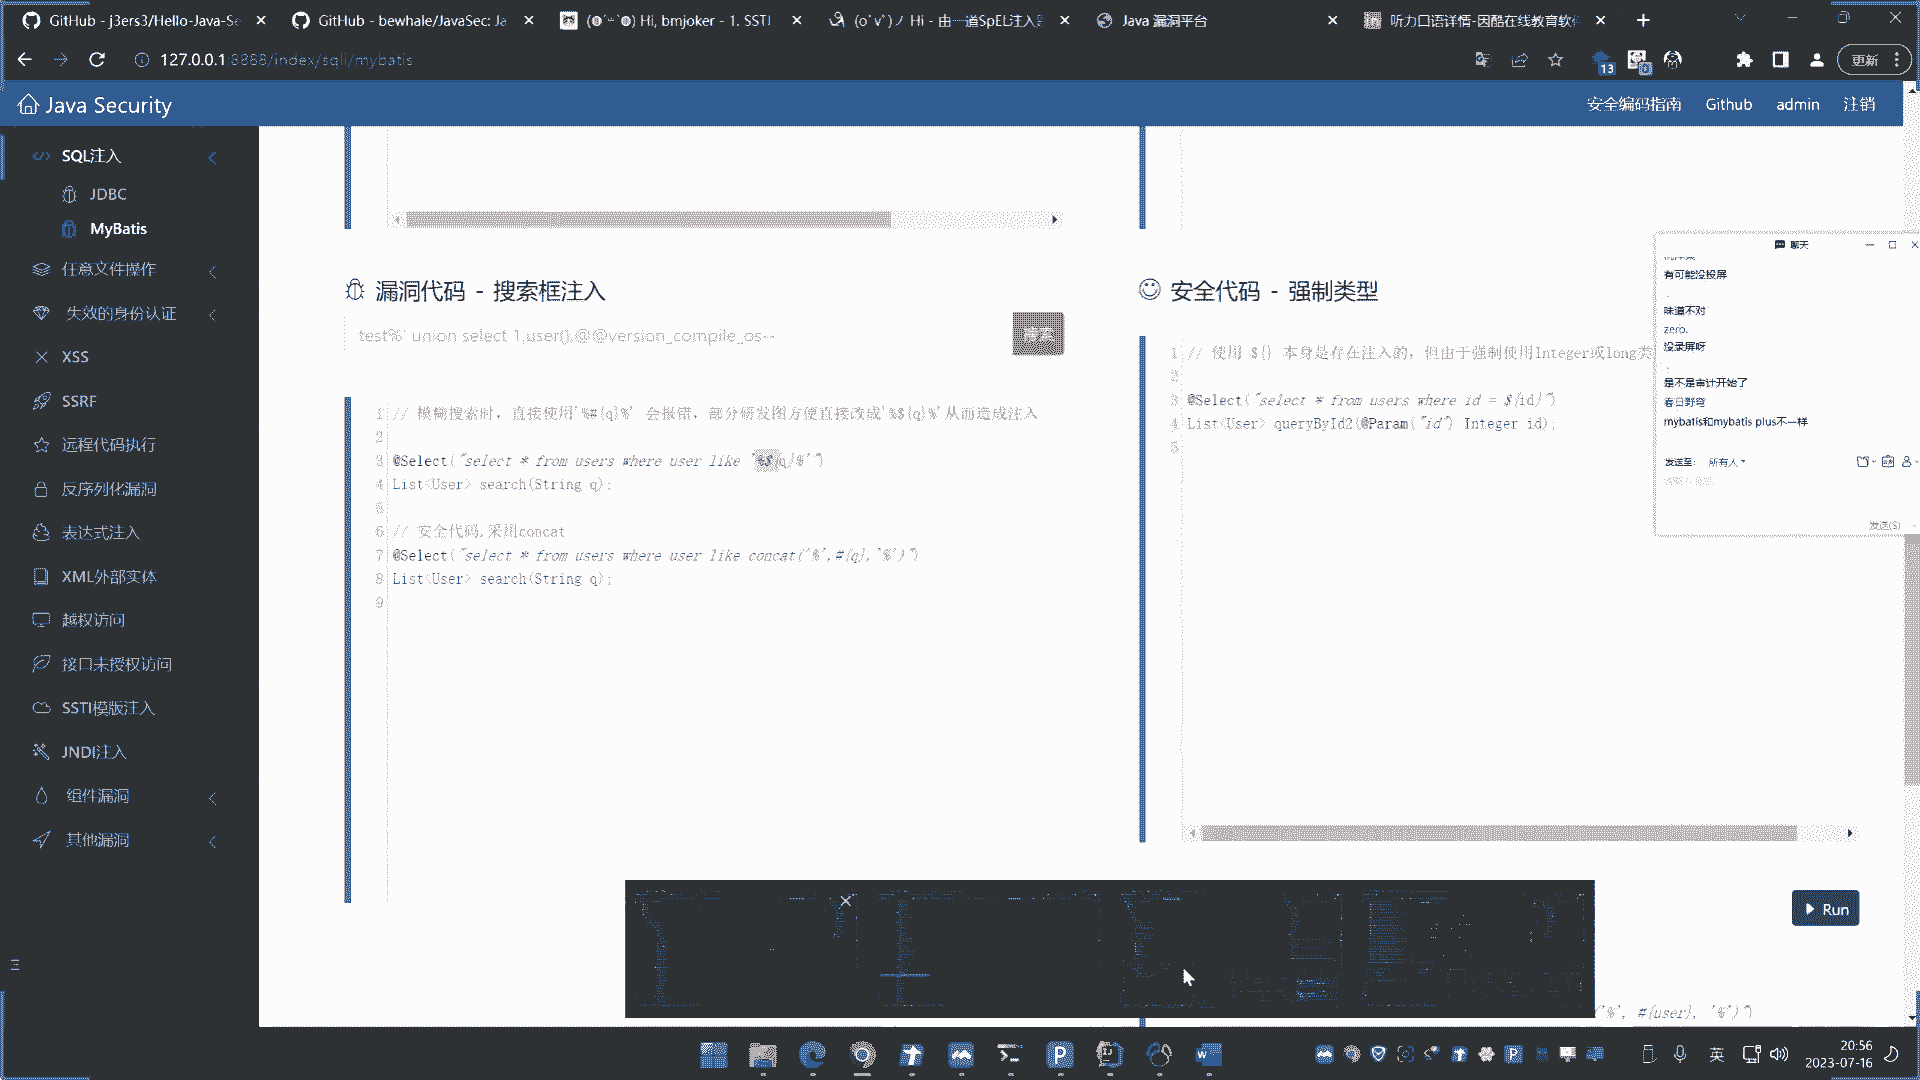 GitHub - j3ers3/Hello-Java-Se
GitHub - bewhale/JavaSec: Ja
Hi, bmjoker - 1. SSTI
Java 漏洞平台
听力口语详情-因酷在线教育软件
127.0.0.1:8888/index/sqli/mybatis
13
更新
Java Security
安全编码指南
Github
admin
注销
SQL注入
JDBC
MyBatis
任意文件操作
失效的身份认证
XSS
SSRF
远程代码执行
反序列化漏洞
表达式注入
XML外部实体
越权访问
接口未授权访问
SSTI模版注入
JNDI注入
组件漏洞
其他漏洞
漏洞代码 - 搜索框注入
test%' union select 1,user(),@@version_compile_os--
搜索
1 // 模糊搜索时，直接使用'%#{q}%' 会报错，部分研发图方便直接改成'%${q}%'从而造成注入
2
3 @Select("select * from users where user like '%${q}%'")
4 List<User> search(String q);
5
6 // 安全代码,采用concat
7 @Select("select * from users where user like concat('%',#{q},'%')")
8 List<User> search(String q);
9
安全代码 - 强制类型
1 // 使用 ${} 本身是存在注入的，但由于强制使用Integer或long类
2
3 @Select("select * from users where id = ${id}")
4 List<User> queryById2(@Param("id") Integer id);
5
聊天
有可能没投屏
味道不对
zero.
没录屏呀
是不是审计开始了
春日野穹
mybatis和mybatis plus不一样
发送至: 所有人
发送(S)
Run
('%', #{user}, '%')")
英
20:56
2023-07-16